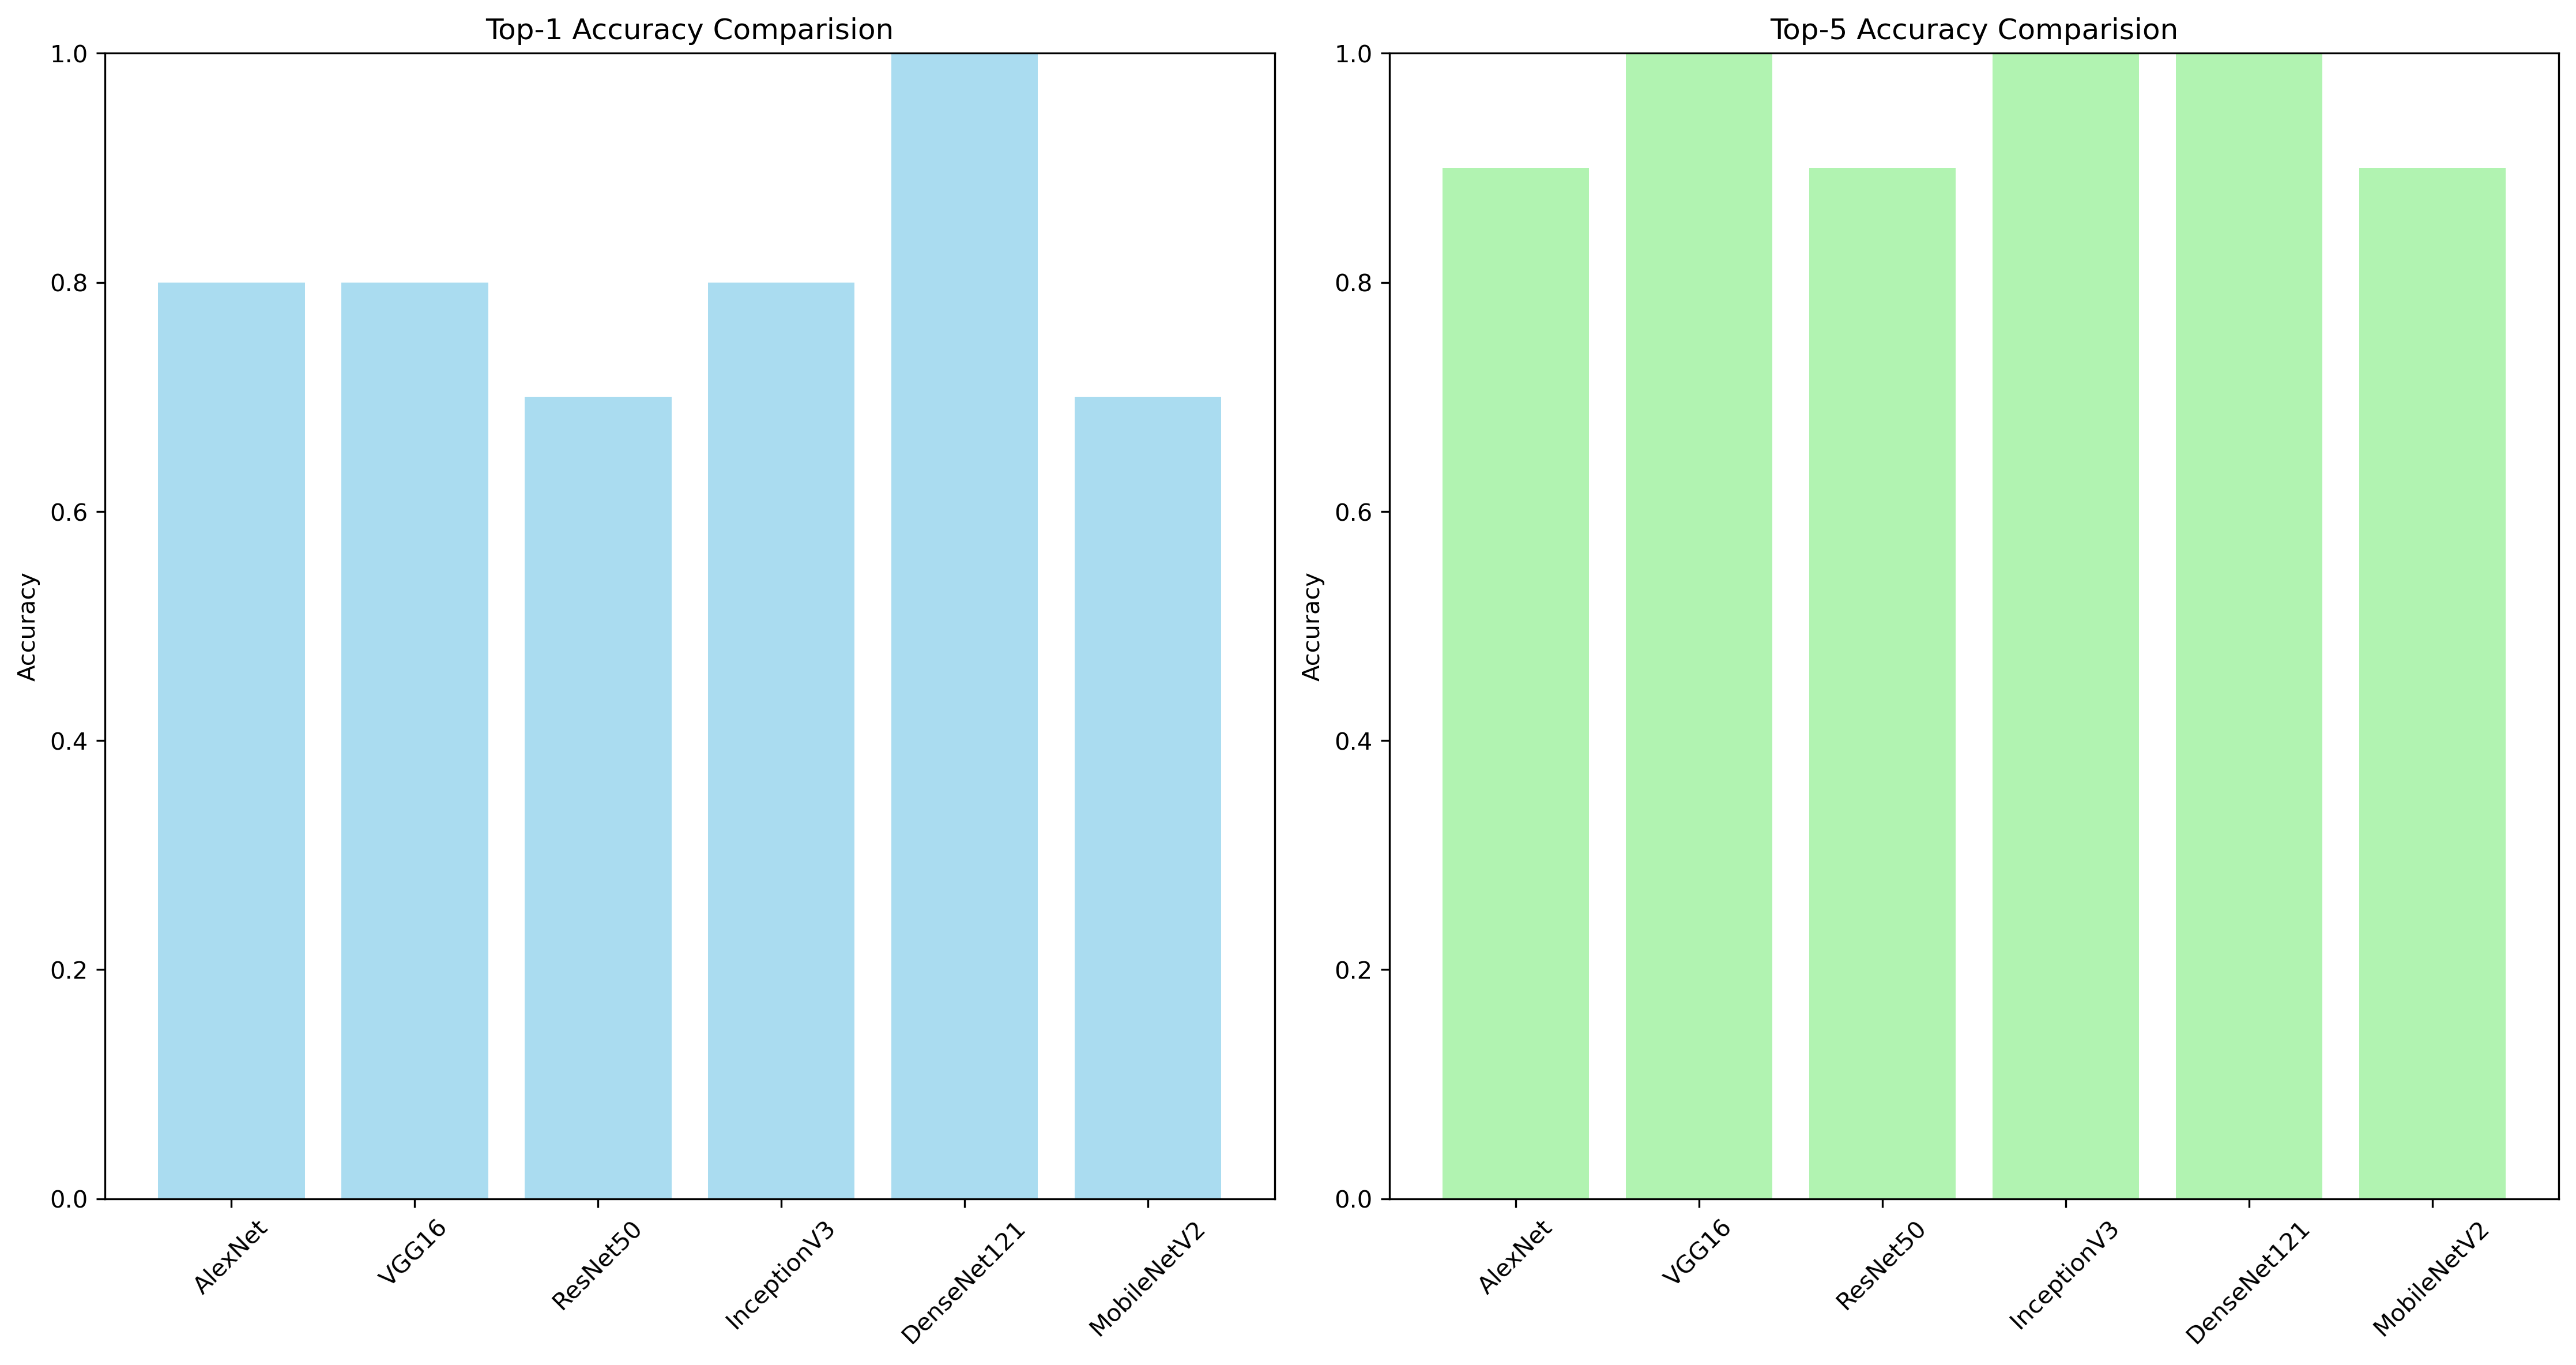 Top-1 Accuracy Comparision
1.0
0.8
0.6
0.4
0.2
0.0
Accuracy
AlexNet
VGG16
ResNet50
InceptionV3
DenseNet121
MobileNetV2
Top-5 Accuracy Comparision
1.0
0.8
0.6
0.4
0.2
0.0
Accuracy
AlexNet
VGG16
ResNet50
InceptionV3
DenseNet121
MobileNetV2